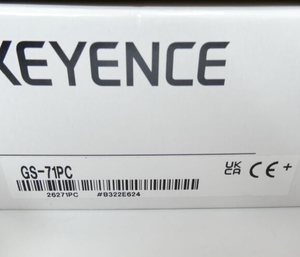 KEYENCE
GS-71PC
26271PC #B322E624
UK
CA CE +